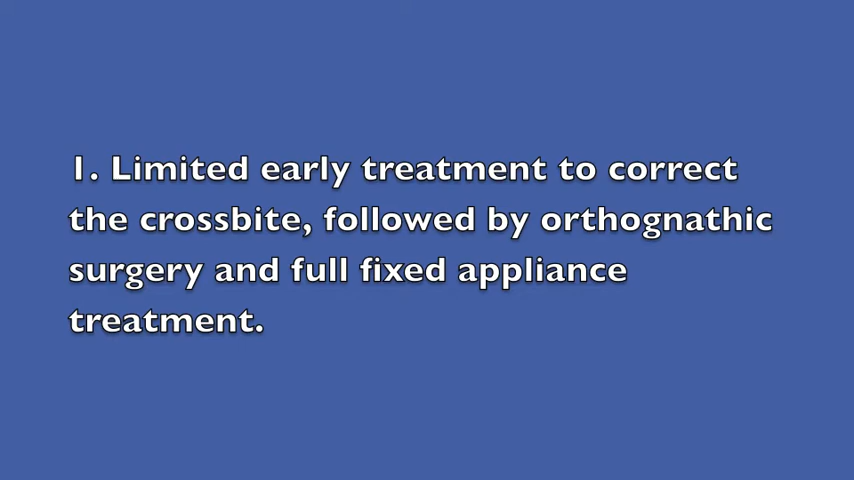 1. Limited early treatment to correct
the crossbite, followed by orthognathic
surgery and full fixed appliance
treatment.